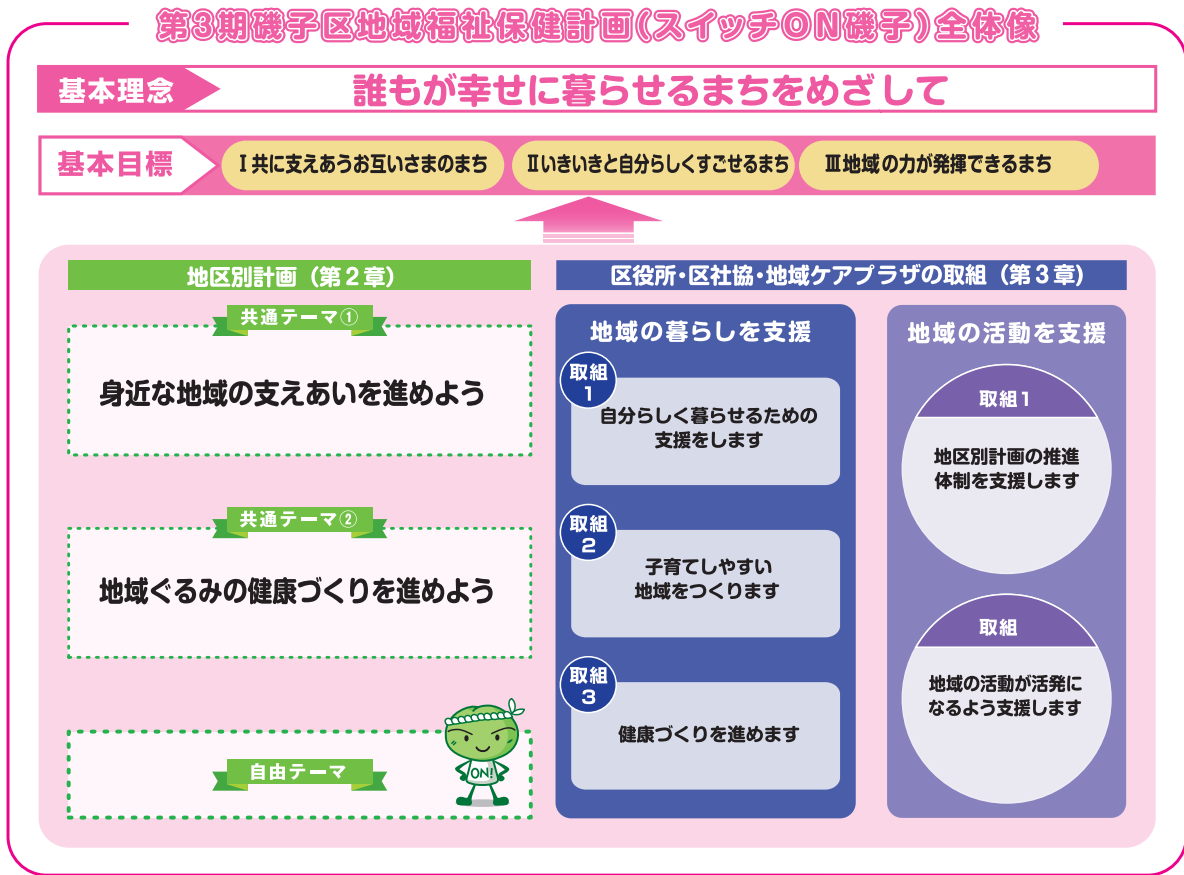 第3期磯子区地域福祉保健計画(スイッチON磯子)全体像
基本理念
誰もが幸せに暮らせるまちをめざして
基本目標
Ⅰ共に支えあうお互いさまのまち
Ⅱいきいきと自分らしくすごせるまち
Ⅲ地域の力が発揮できるまち
地区別計画(第2章)
共通テーマ①
身近な地域の支えあいを進めよう
共通テーマ②
地域ぐるみの健康づくりを進めよう
自由テーマ
ON!
区役所・区社協・地域ケアプラザの取組(第3章)
地域の暮らしを支援
取組
1
自分らしく暮らせるための
支援をします
取組
2
子育てしやすい
地域をつくります
取組
3
健康づくりを進めます
地域の活動を支援
取組1
地区別計画の推進
体制を支援します
取組
地域の活動が活発に
なるよう支援します